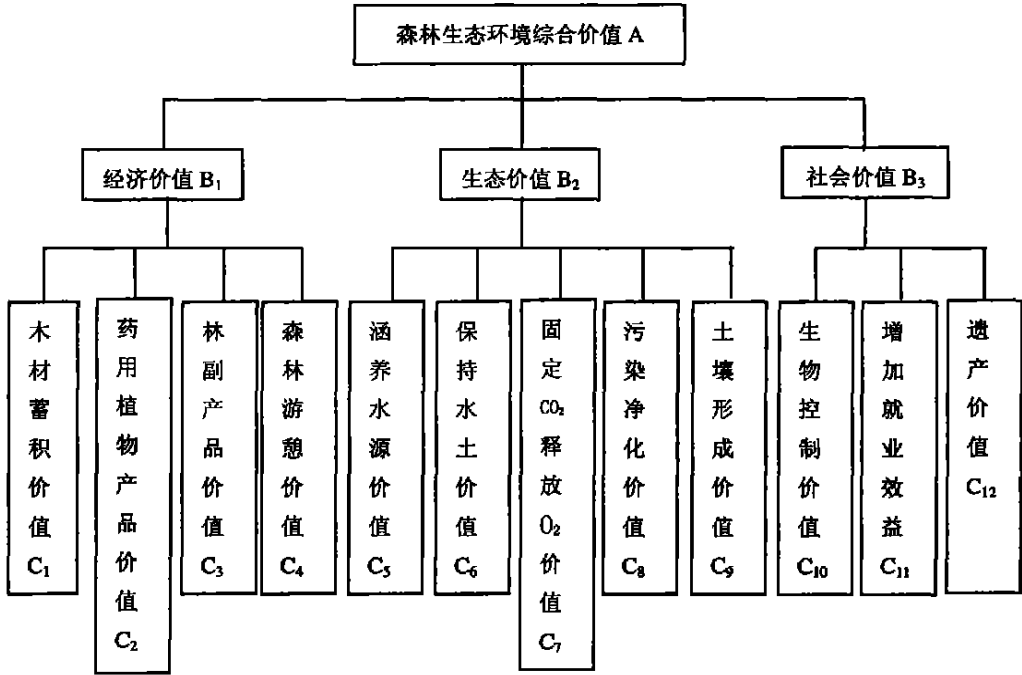 森林生态环境综合价值 A
经济价值 B₁
生态价值 B₂
社会价值 B₃
木材蓄积价值 C₁
药用植物产品价值 C₂
林副产品价值 C₃
森林游憩价值 C₄
涵养水源价值 C₅
保持水土价值 C₆
固定CO₂释放O₂价值 C₇
污染净化价值 C₈
土壤形成价值 C₉
生物控制价值 C₁₀
增加就业效益 C₁₁
遗产价值 C₁₂